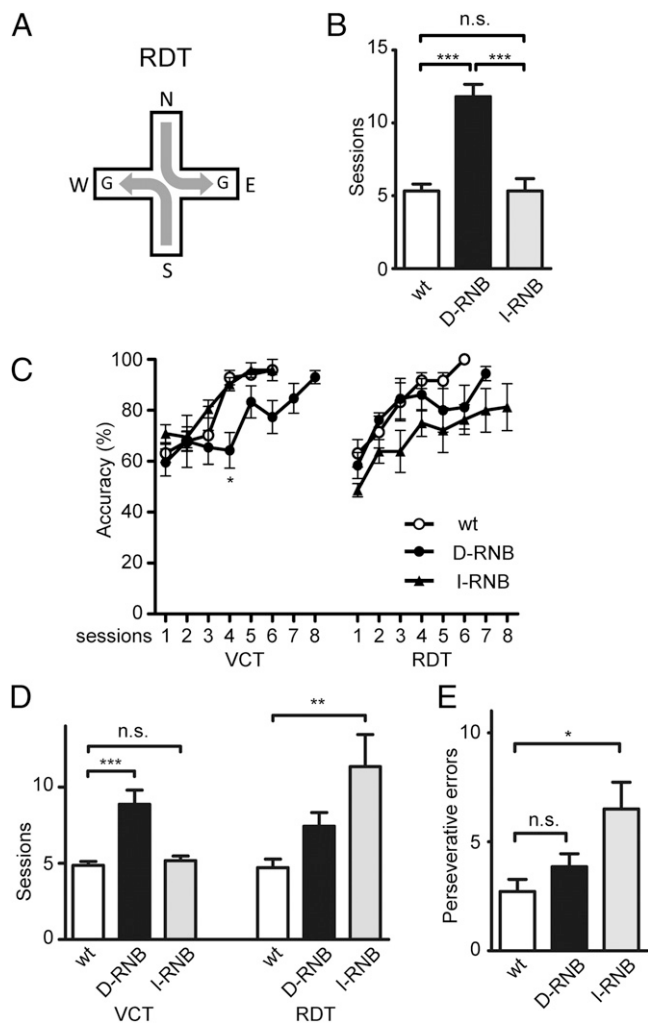 A
RDT
N
W G G E
S
B
n.s.
*** ***
15
10
5
0
Sessions
wt D-RNB I-RNB
C
100
80
60
40
20
0
Accuracy (%)
*
wt
D-RNB
I-RNB
sessions 1 2 3 4 5 6 7 8 1 2 3 4 5 6 7 8
VCT RDT
D
n.s.
***
**
10
5
0
Sessions
wt D-RNB I-RNB wt D-RNB I-RNB
VCT RDT
E
*
n.s.
10
5
0
Perseverative errors
wt D-RNB I-RNB